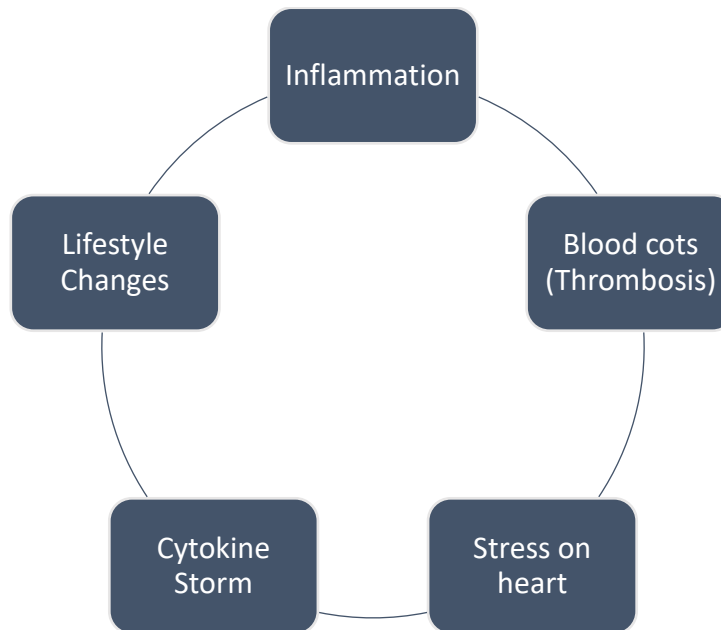 Inflammation
Blood cots
(Thrombosis)
Stress on
heart
Cytokine
Storm
Lifestyle
Changes